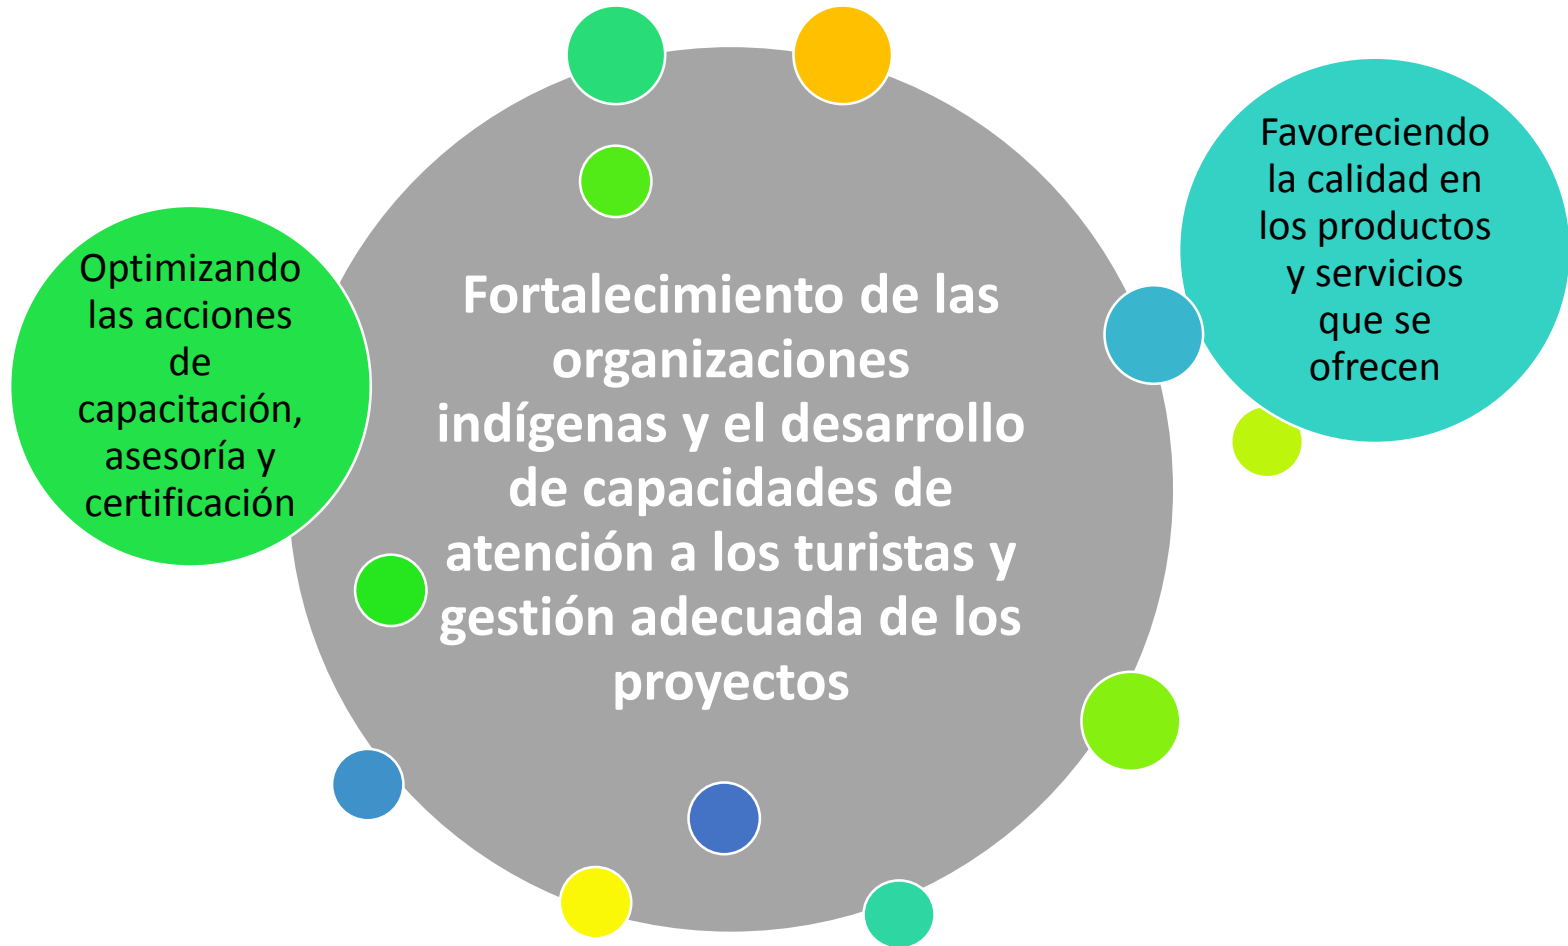 Optimizando
las acciones
de
capacitación,
asesoría y
certificación
Fortalecimiento de las
organizaciones
indígenas y el desarrollo
de capacidades de
atención a los turistas y
gestión adecuada de los
proyectos
Favoreciendo
la calidad en
los productos
y servicios
que se
ofrecen